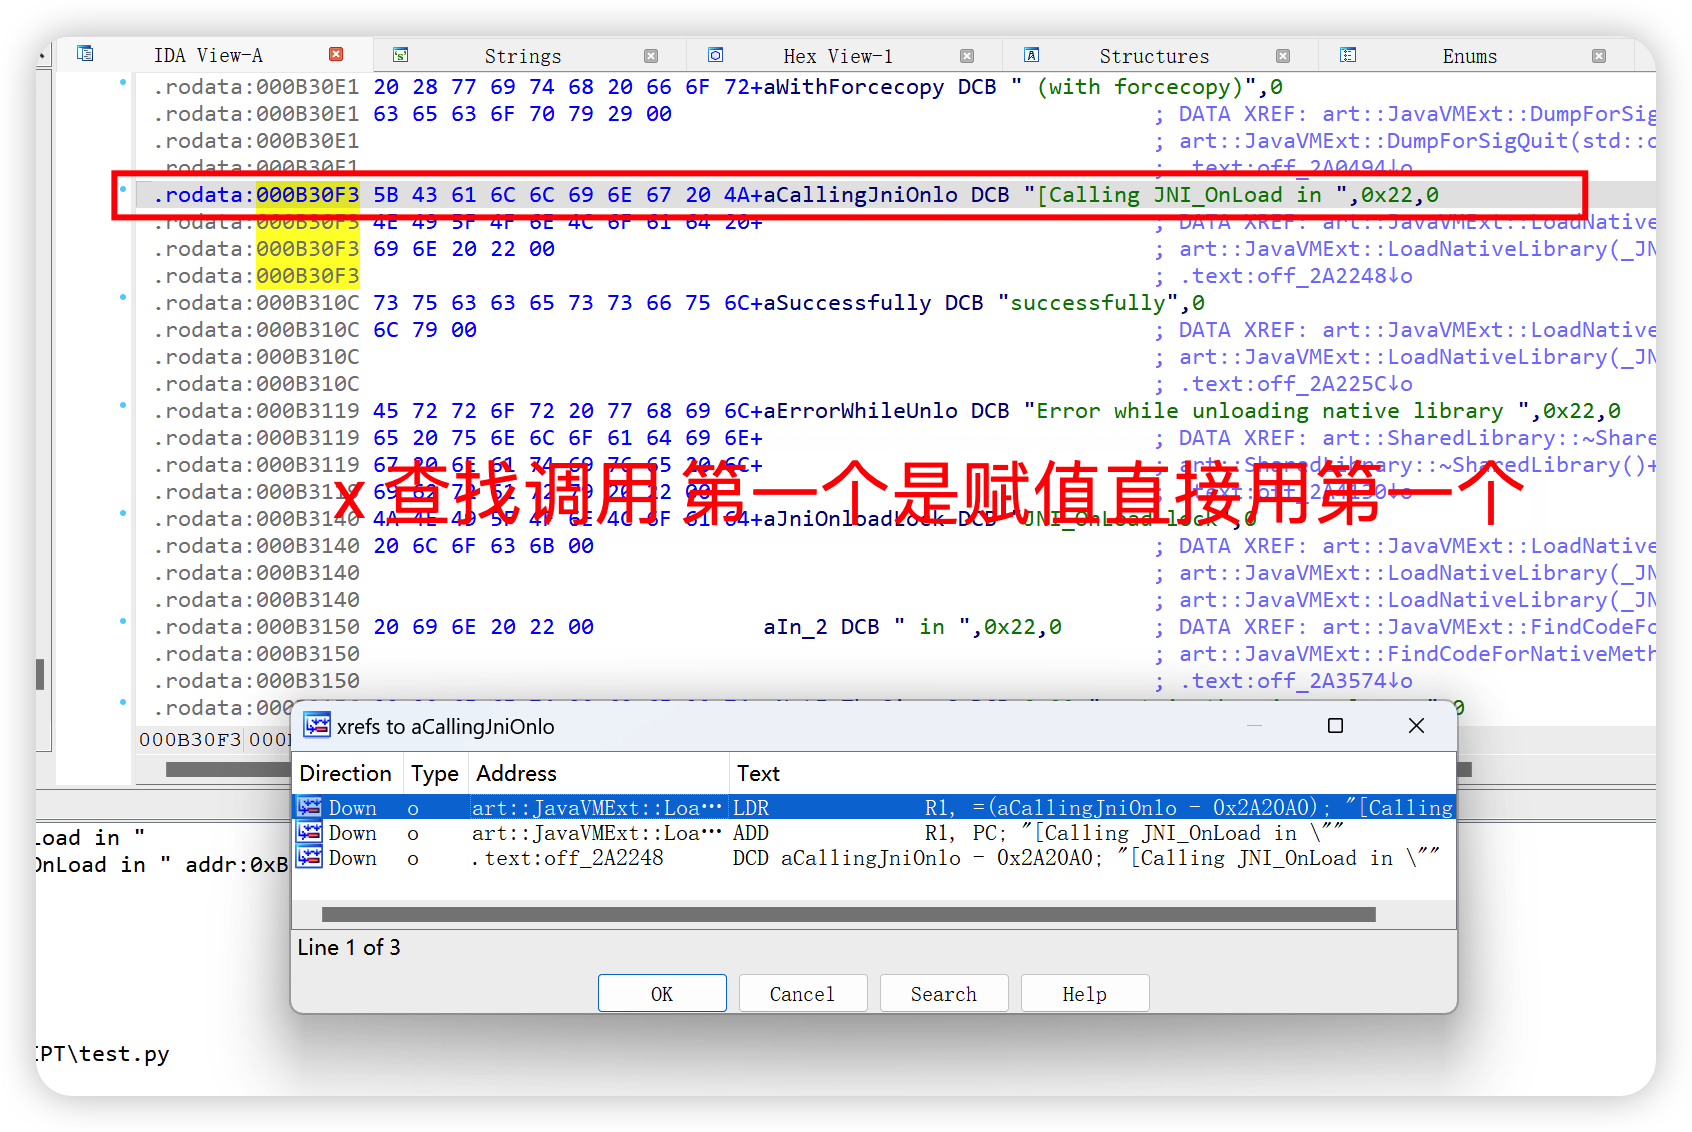 IDA View-A
Strings
Hex View-1
Structures
Enums
.rodata:000B30E1 20 28 77 69 74 68 20 66 6F 72+aWithForcecopy DCB " (with forcecopy)",0
.rodata:000B30E1 63 65 63 6F 70 79 29 00 ; DATA XREF: art::JavaVMExt::DumpForSig
.rodata:000B30E1 ; art::JavaVMExt::DumpForSigQuit(std::o
.rodata:000B30E1 ; .text:off_2A0494↓o
.rodata:000B30F3 5B 43 61 6C 6C 69 6E 67 20 4A+aCallingJniOnlo DCB "[Calling JNI_OnLoad in ",0x22,0
.rodata:000B30F3 4E 49 5F 4F 6E 4C 6F 61 64 20+ ; DATA XREF: art::JavaVMExt::LoadNative
.rodata:000B30F3 69 6E 20 22 00 ; art::JavaVMExt::LoadNativeLibrary(_JN
.rodata:000B30F3 ; .text:off_2A2248↓o
.rodata:000B310C 73 75 63 63 65 73 73 66 75 6C+aSuccessfully DCB "successfully",0
.rodata:000B310C 6C 79 00 ; DATA XREF: art::JavaVMExt::LoadNative
.rodata:000B310C ; art::JavaVMExt::LoadNativeLibrary(_JN
.rodata:000B310C ; .text:off_2A225C↓o
.rodata:000B3119 45 72 72 6F 72 20 77 68 69 6C+aErrorWhileUnlo DCB "Error while unloading native library ",0x22,0
.rodata:000B3119 65 20 75 6E 6C 6F 61 64 69 6E+ ; DATA XREF: art::SharedLibrary::~Share
.rodata:000B3119 67 20 6E 61 74 69 76 65 20 6C+ ; art::SharedLibrary::~SharedLibrary()+
.rodata:000B3119 69 62 72 61 72 79 20 22 00
x 查找调用 第一个是赋值直接用第一个
.rodata:000B3140 4A 4E 49 5F 4F 6E 4C 6F 61 64+aJniOnloadLock DCB "JNI_OnLoad lock",0
.rodata:000B3140 20 6C 6F 63 6B 00 ; DATA XREF: art::JavaVMExt::LoadNative
.rodata:000B3140 ; art::JavaVMExt::LoadNativeLibrary(_JN
.rodata:000B3140 ; art::JavaVMExt::LoadNativeLibrary(_JN
.rodata:000B3150 20 69 6E 20 22 00 aIn_2 DCB " in ",0x22,0 ; DATA XREF: art::JavaVMExt::FindCodeFo
.rodata:000B3150 ; art::JavaVMExt::FindCodeForNativeMeth
.rodata:000B3150 ; .text:off_2A3574↓o
000B30F3
xrefs to aCallingJniOnlo
Direction Type Address Text
Down o art::JavaVMExt::Loa… LDR R1, =(aCallingJniOnlo - 0x2A20A0); "[Calling
Down o art::JavaVMExt::Loa… ADD R1, PC; "[Calling JNI_OnLoad in \""
Down o .text:off_2A2248 DCD aCallingJniOnlo - 0x2A20A0; "[Calling JNI_OnLoad in \""
Line 1 of 3
OK Cancel Search Help
Load in "
OnLoad in " addr:0xB
IPT\test.py